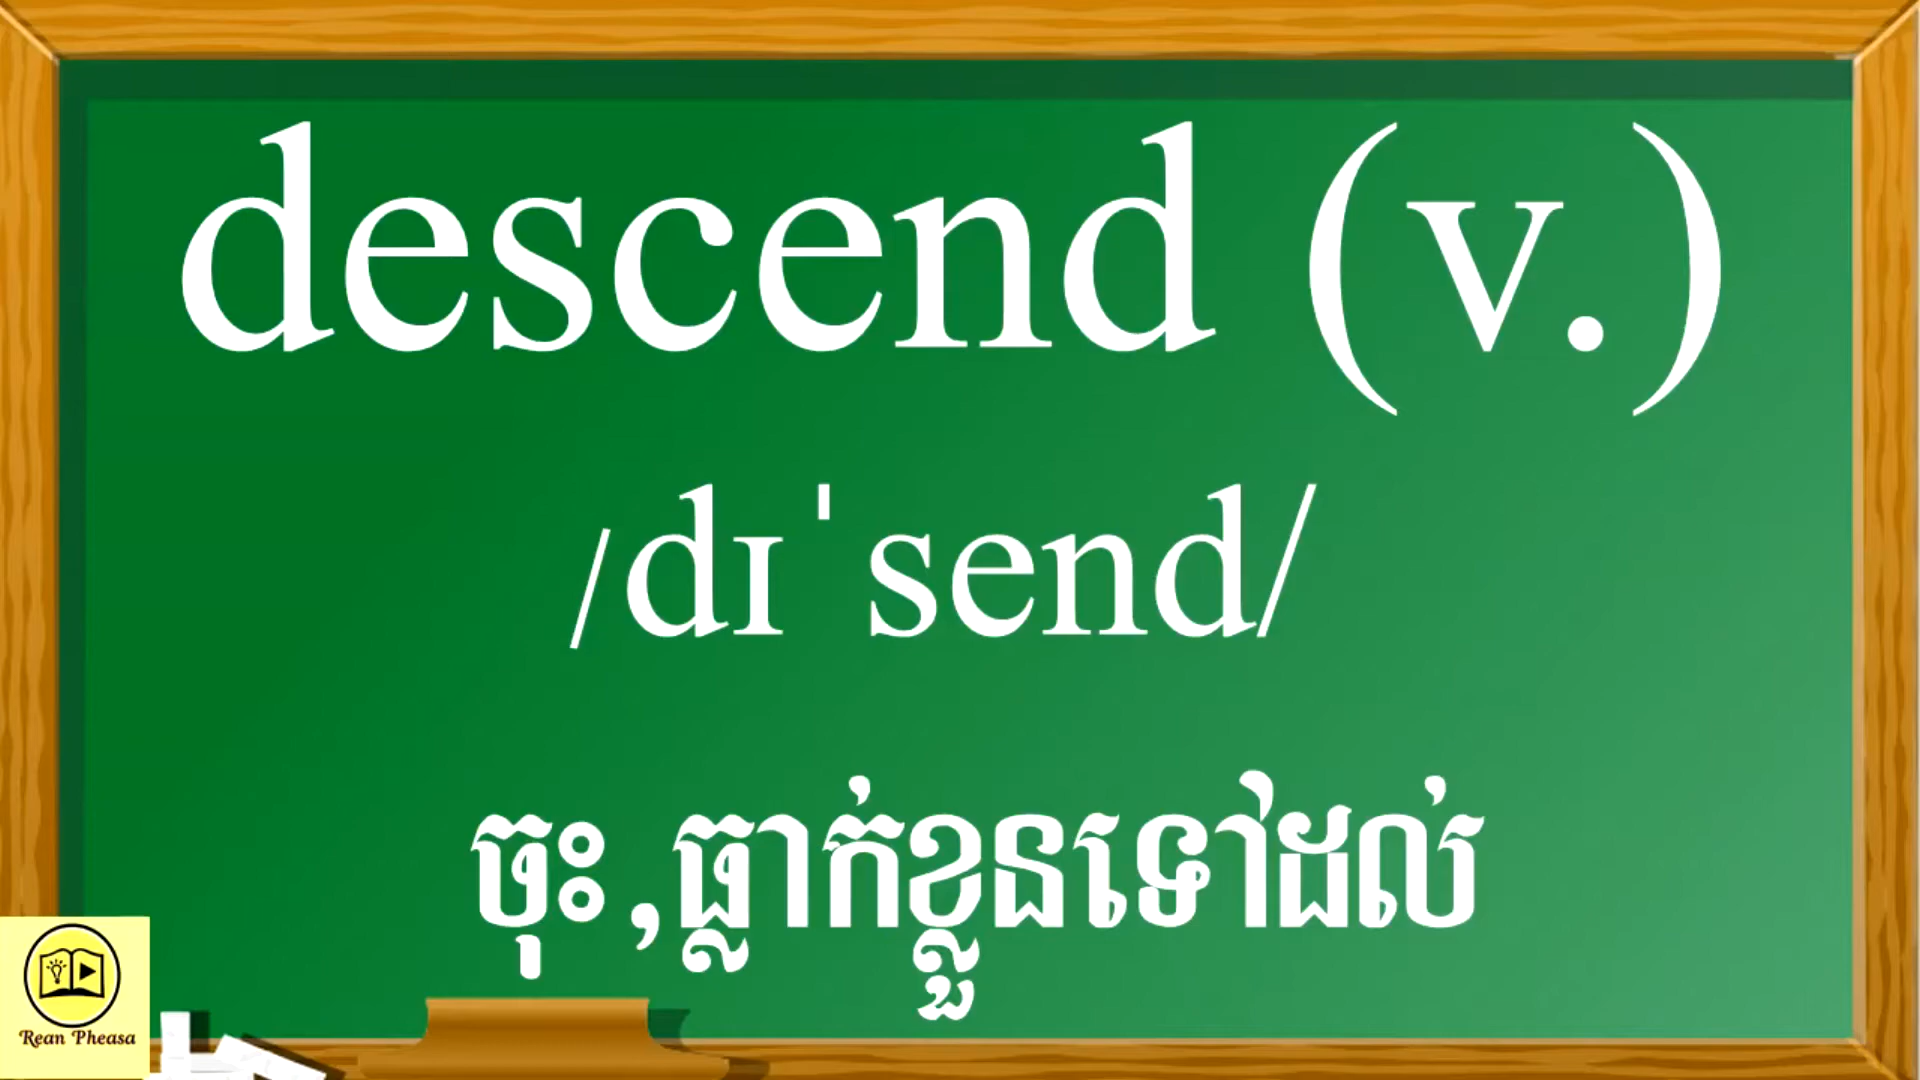 descend (v.)
/dɪˈsend/
ចុះ,ធ្លាក់ខ្លួនទៅដល់
Rean Pheasa